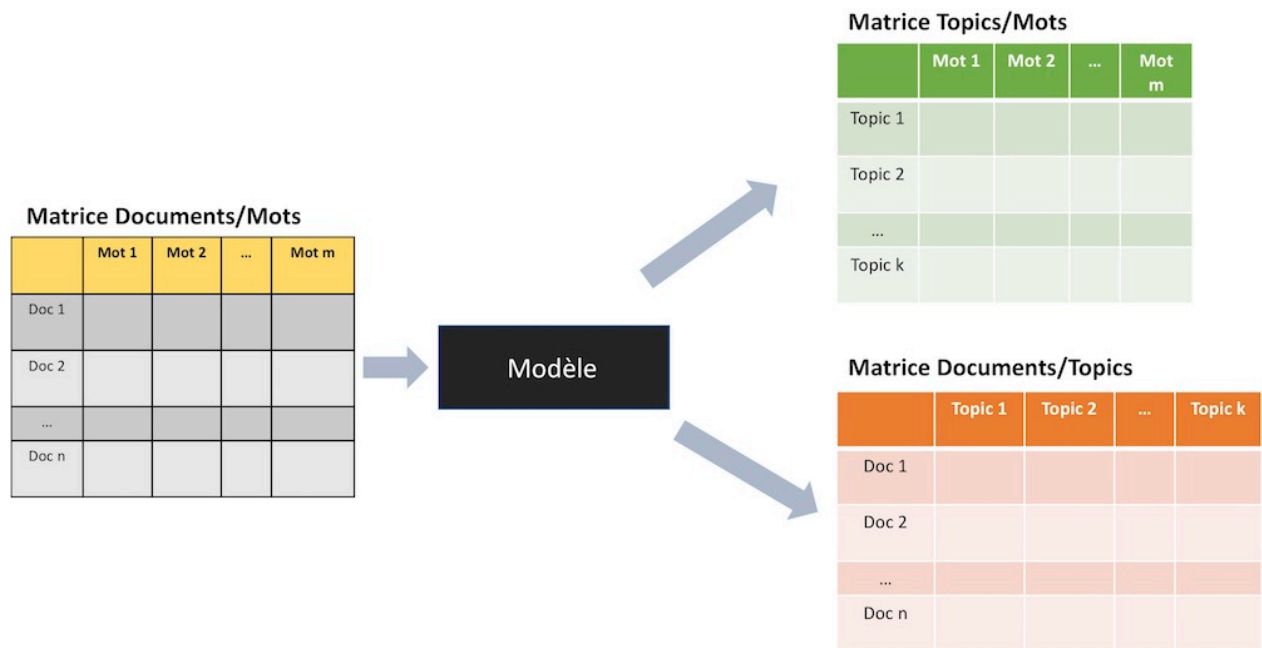 Matrice Topics/Mots
Mot 1 Mot 2 ... Mot
m
Topic 1
Topic 2
...
Topic k
Matrice Documents/Mots
Mot 1 Mot 2 ... Mot m
Doc 1
Doc 2
...
Doc n
Modèle
Matrice Documents/Topics
Topic 1 Topic 2 ... Topic k
Doc 1
Doc 2
...
Doc n